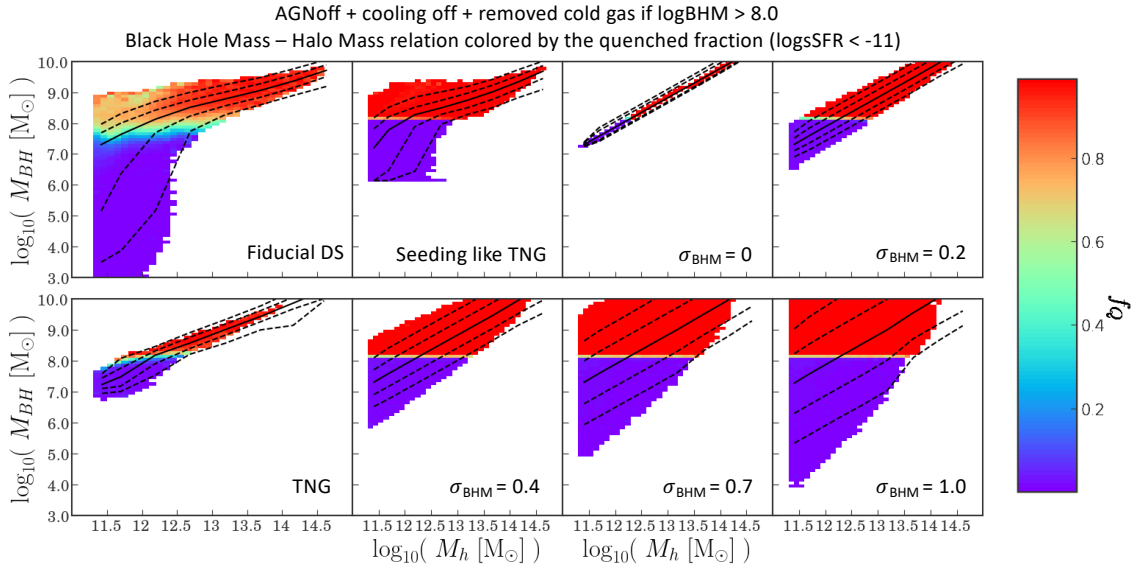 AGNoff + cooling off + removed cold gas if logBHM > 8.0
Black Hole Mass – Halo Mass relation colored by the quenched fraction (logsSFR < -11)
log₁₀( M_BH [M⊙] )
10.0
9.0
8.0
7.0
6.0
5.0
4.0
3.0
Fiducial DS
Seeding like TNG
σBHM = 0
σBHM = 0.2
0.8
0.6
0.4
0.2
fQ
log₁₀( M_BH [M⊙] )
10.0
9.0
8.0
7.0
6.0
5.0
4.0
3.0
TNG
σBHM = 0.4
σBHM = 0.7
σBHM = 1.0
11.5 12 12.5 13 13.5 14 14.5
11.5 12 12.5 13 13.5 14 14.5
11.5 12 12.5 13 13.5 14 14.5
11.5 12 12.5 13 13.5 14 14.5
log₁₀( M_h [M⊙] )
log₁₀( M_h [M⊙] )